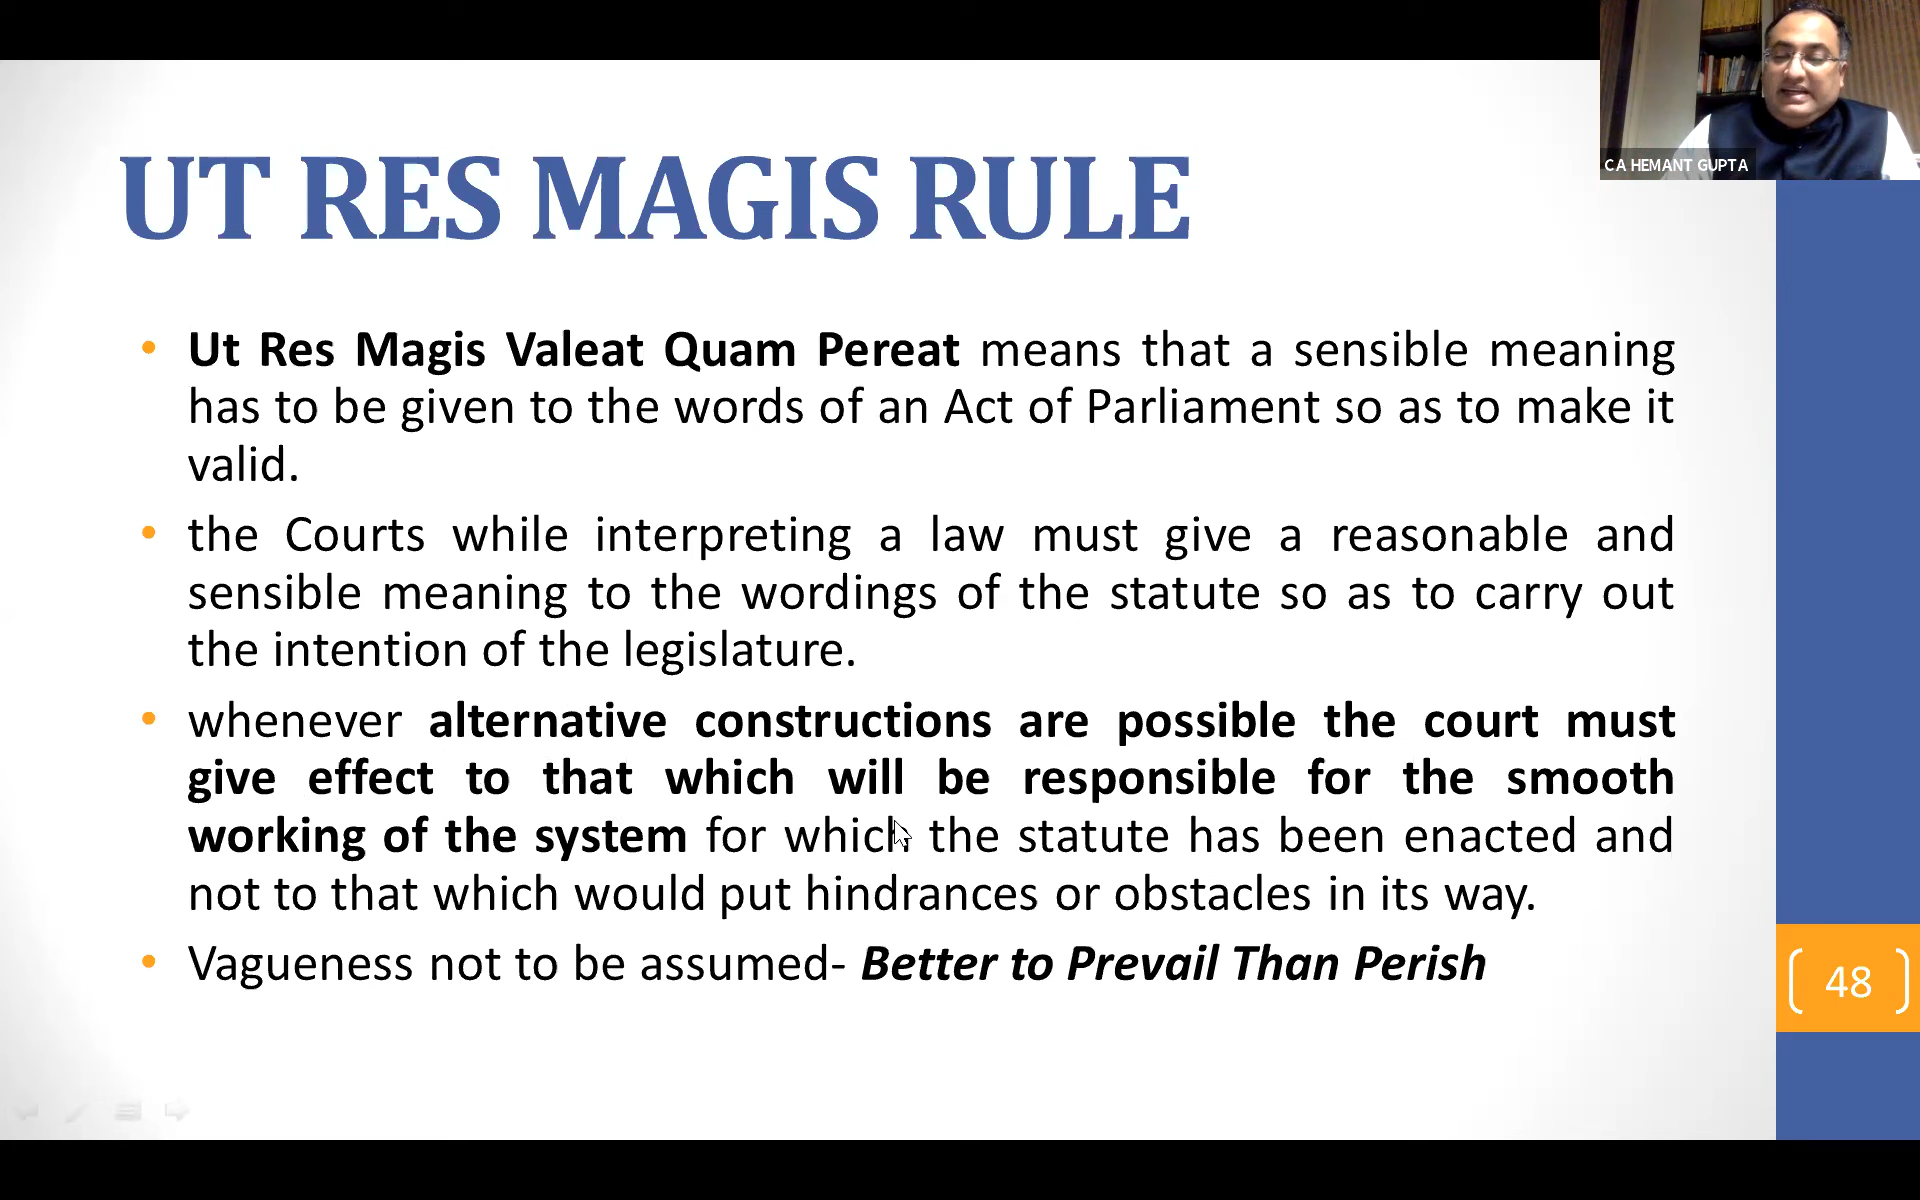 CA HEMANT GUPTA
UT RES MAGIS RULE
• Ut Res Magis Valeat Quam Pereat means that a sensible meaning
has to be given to the words of an Act of Parliament so as to make it
valid.
• the Courts while interpreting a law must give a reasonable and
sensible meaning to the wordings of the statute so as to carry out
the intention of the legislature.
• whenever alternative constructions are possible the court must
give effect to that which will be responsible for the smooth
working of the system for which the statute has been enacted and
not to that which would put hindrances or obstacles in its way.
• Vagueness not to be assumed- Better to Prevail Than Perish
48